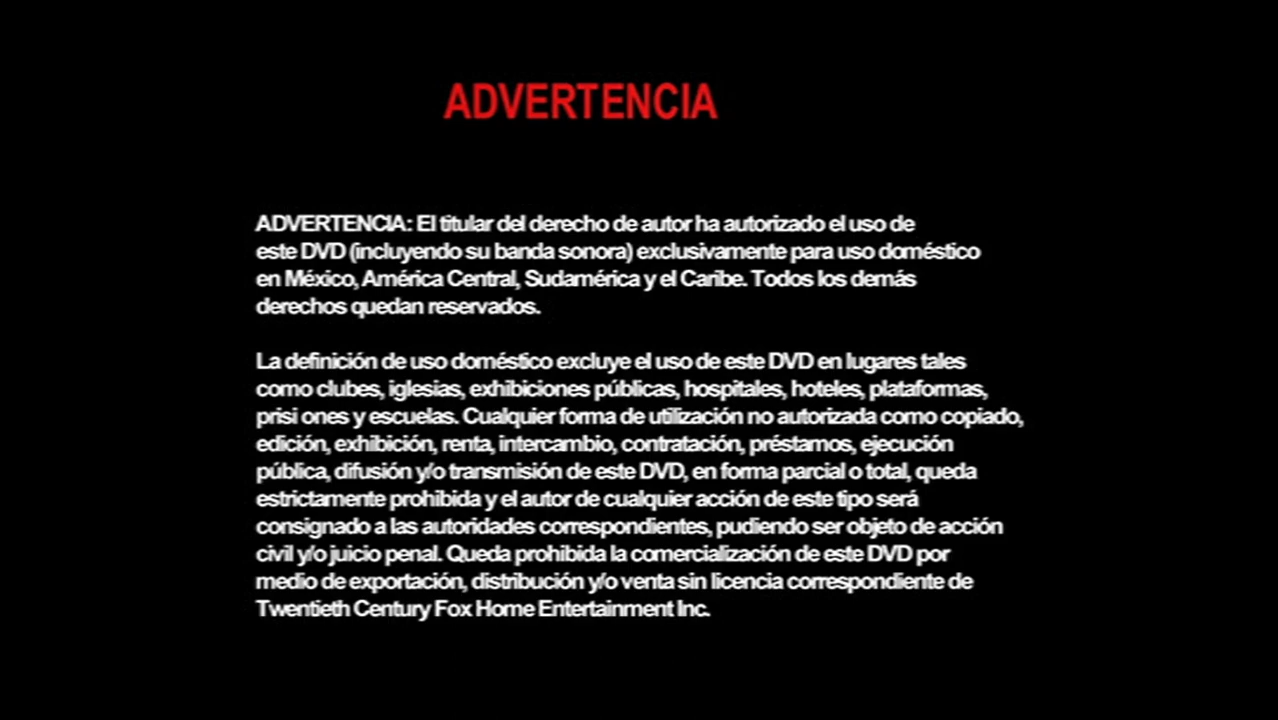 ADVERTENCIA
ADVERTENCIA: El titular del derecho de autor ha autorizado el uso de
este DVD (incluyendo su banda sonora) exclusivamente para uso doméstico
en México, América Central, Sudamérica y el Caribe. Todos los demás
derechos quedan reservados.
La definición de uso doméstico excluye el uso de este DVD en lugares tales
como clubes, iglesias, exhibiciones públicas, hospitales, hoteles, plataformas,
prisi ones y escuelas. Cualquier forma de utilización no autorizada como copiado,
edición, exhibición, renta, intercambio, contratación, préstamos, ejecución
pública, difusión y/o transmisión de este DVD, en forma parcial o total, queda
estrictamente prohibida y el autor de cualquier acción de este tipo será
consignado a las autoridades correspondientes, pudiendo ser objeto de acción
civil y/o juicio penal. Queda prohibida la comercialización de este DVD por
medio de exportación, distribución y/o venta sin licencia correspondiente de
Twentieth Century Fox Home Entertainment Inc.